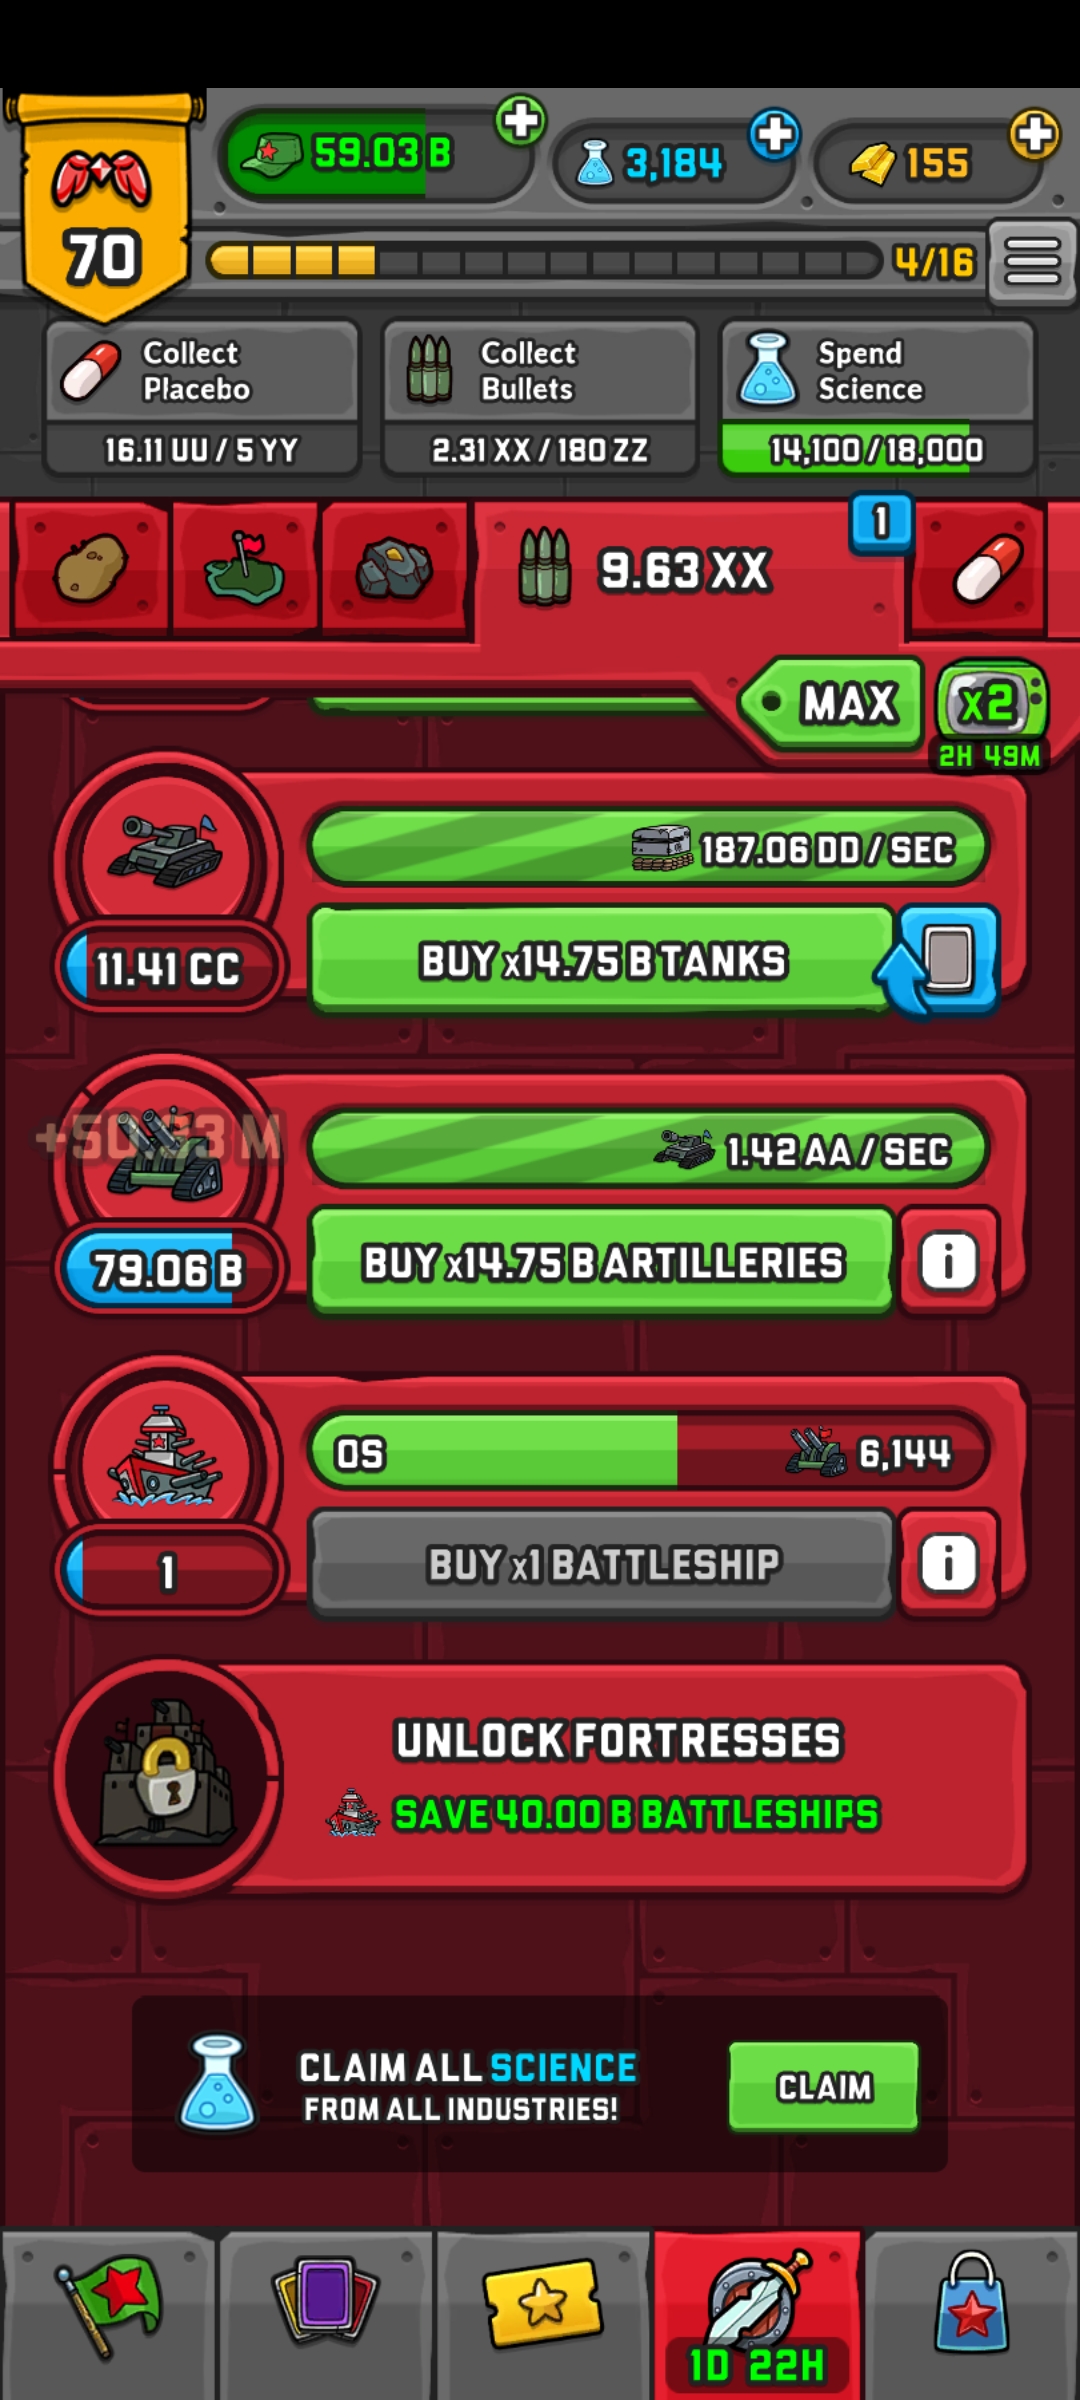 59.03 B
3,184
155
70
4/16
Collect
Placebo
16.11 UU / 5 YY
Collect
Bullets
2.31 XX / 180 ZZ
Spend
Science
14,100 / 18,000
9.63 XX
1
MAX
x2
2H 49M
187.06 DD / SEC
11.41 CC
BUY x14.75 B TANKS
1.42 AA / SEC
79.06 B
BUY x14.75 B ARTILLERIES
i
0S
6,144
1
BUY x1 BATTLESHIP
i
UNLOCK FORTRESSES
SAVE 40.00 B BATTLESHIPS
CLAIM ALL SCIENCE
FROM ALL INDUSTRIES!
CLAIM
1D 22H